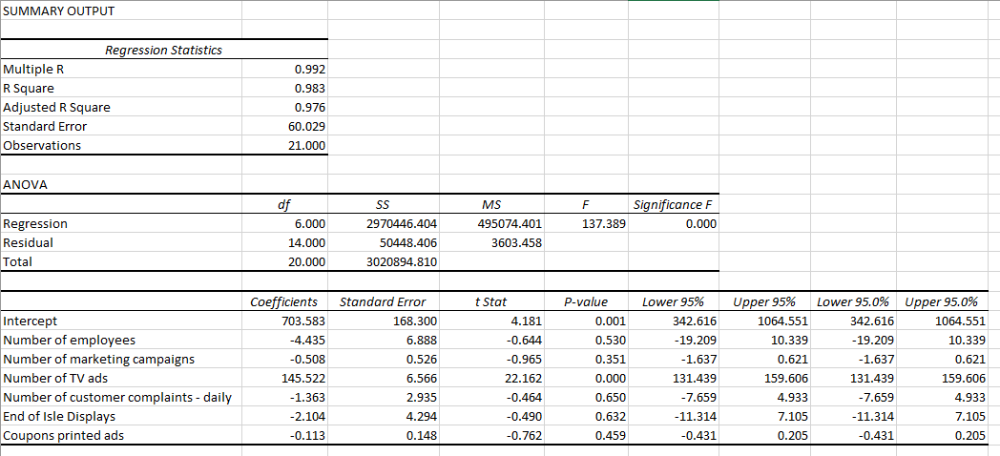 SUMMARY OUTPUT
Regression Statistics
Multiple R 0.992
R Square 0.983
Adjusted R Square 0.976
Standard Error 60.029
Observations 21.000
ANOVA
df SS MS F Significance F
Regression 6.000 2970446.404 495074.401 137.389 0.000
Residual 14.000 50448.406 3603.458
Total 20.000 3020894.810
Coefficients Standard Error t Stat P-value Lower 95% Upper 95% Lower 95.0% Upper 95.0%
Intercept 703.583 168.300 4.181 0.001 342.616 1064.551 342.616 1064.551
Number of employees -4.435 6.888 -0.644 0.530 -19.209 10.339 -19.209 10.339
Number of marketing campaigns -0.508 0.526 -0.965 0.351 -1.637 0.621 -1.637 0.621
Number of TV ads 145.522 6.566 22.162 0.000 131.439 159.606 131.439 159.606
Number of customer complaints - daily -1.363 2.935 -0.464 0.650 -7.659 4.933 -7.659 4.933
End of Isle Displays -2.104 4.294 -0.490 0.632 -11.314 7.105 -11.314 7.105
Coupons printed ads -0.113 0.148 -0.762 0.459 -0.431 0.205 -0.431 0.205